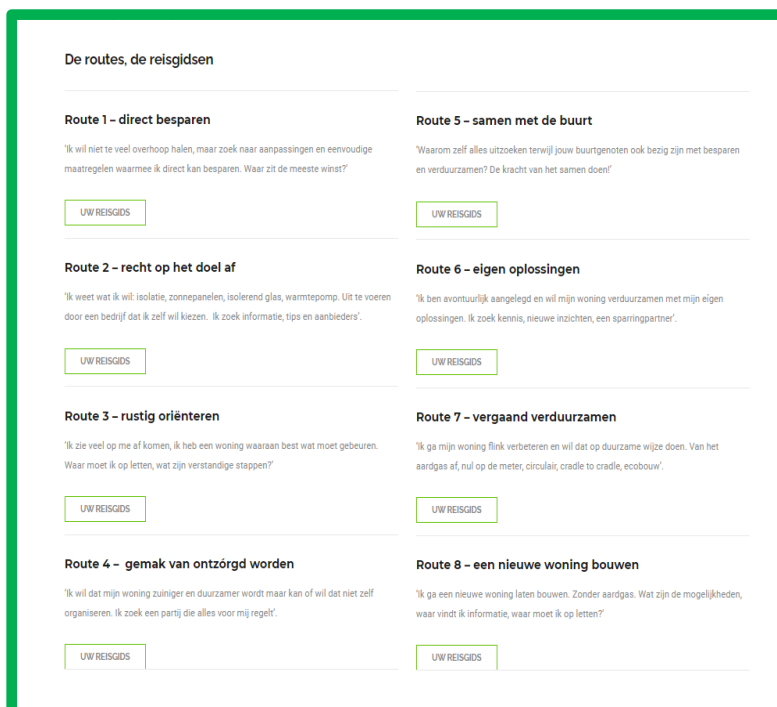 De routes, de reisgidsen
Route 1 – direct besparen
'Ik wil niet te veel overhoop halen, maar zoek naar aanpassingen en eenvoudige
maatregelen waarmee ik direct kan besparen. Waar zit de meeste winst?'
UW REISGIDS
Route 2 – recht op het doel af
'Ik weet wat ik wil: isolatie, zonnepanelen, isolerend glas, warmtepomp. Uit te voeren
door een bedrijf dat ik zelf wil kiezen. Ik zoek informatie, tips en aanbieders'.
UW REISGIDS
Route 3 – rustig oriënteren
'Ik zie veel op me af komen, ik heb een woning waaraan best wat moet gebeuren.
Waar moet ik op letten, wat zijn verstandige stappen?'
UW REISGIDS
Route 4 – gemak van ontzórgd worden
'Ik wil dat mijn woning zuiniger en duurzamer wordt maar kan of wil dat niet zelf
organiseren. Ik zoek een partij die alles voor mij regelt'.
UW REISGIDS
Route 5 – samen met de buurt
'Waarom zelf alles uitzoeken terwijl jouw buurtgenoten ook bezig zijn met besparen
en verduurzamen? De kracht van het samen doen!'
UW REISGIDS
Route 6 – eigen oplossingen
'Ik ben avontuurlijk aangelegd en wil mijn woning verduurzamen met mijn eigen
oplossingen. Ik zoek kennis, nieuwe inzichten, een sparringpartner'.
UW REISGIDS
Route 7 – vergaand verduurzamen
'Ik ga mijn woning flink verbeteren en wil dat op duurzame wijze doen. Van het
aardgas af, nul op de meter, circulair, cradle to cradle, ecobouw'.
UW REISGIDS
Route 8 – een nieuwe woning bouwen
'Ik ga een nieuwe woning laten bouwen. Zonder aardgas. Wat zijn de mogelijkheden,
waar vindt ik informatie, waar moet ik op letten?'
UW REISGIDS